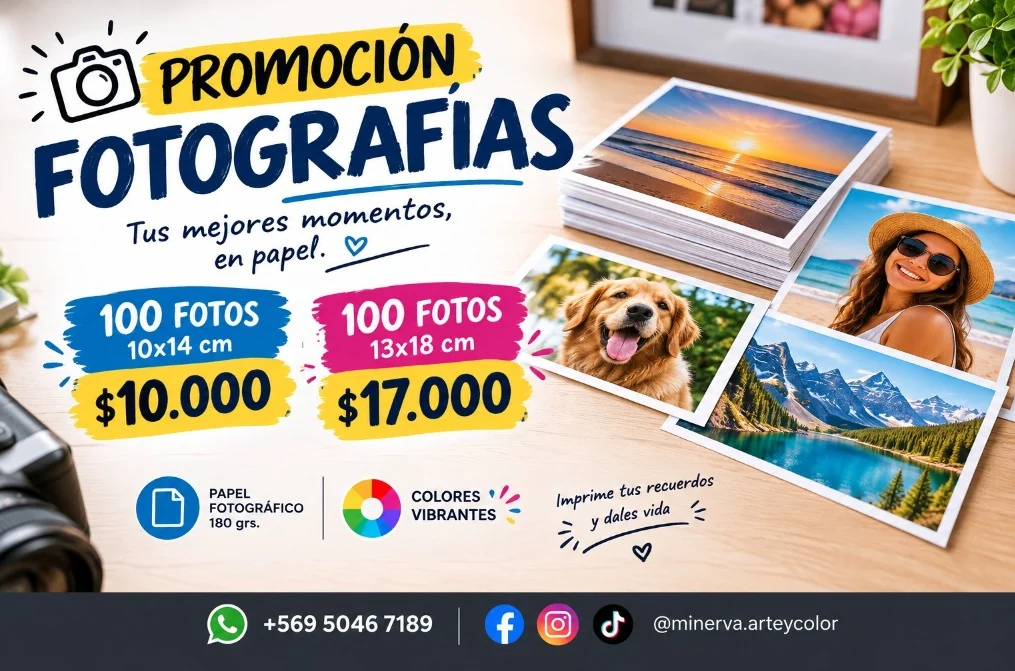 PROMOCIÓN
FOTOGRAFÍAS
Tus mejores momentos,
en papel.
100 FOTOS
10x14 cm
$10.000
100 FOTOS
13x18 cm
$17.000
PAPEL
FOTOGRÁFICO
180 grs.
COLORES
VIBRANTES
Imprime tus recuerdos
y dales vida
+569 5046 7189
@minerva.arteycolor